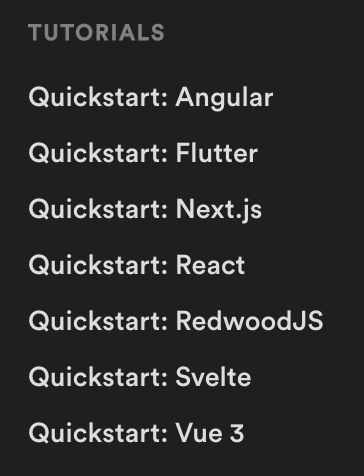 TUTORIALS
Quickstart: Angular
Quickstart: Flutter
Quickstart: Next.js
Quickstart: React
Quickstart: RedwoodJS
Quickstart: Svelte
Quickstart: Vue 3